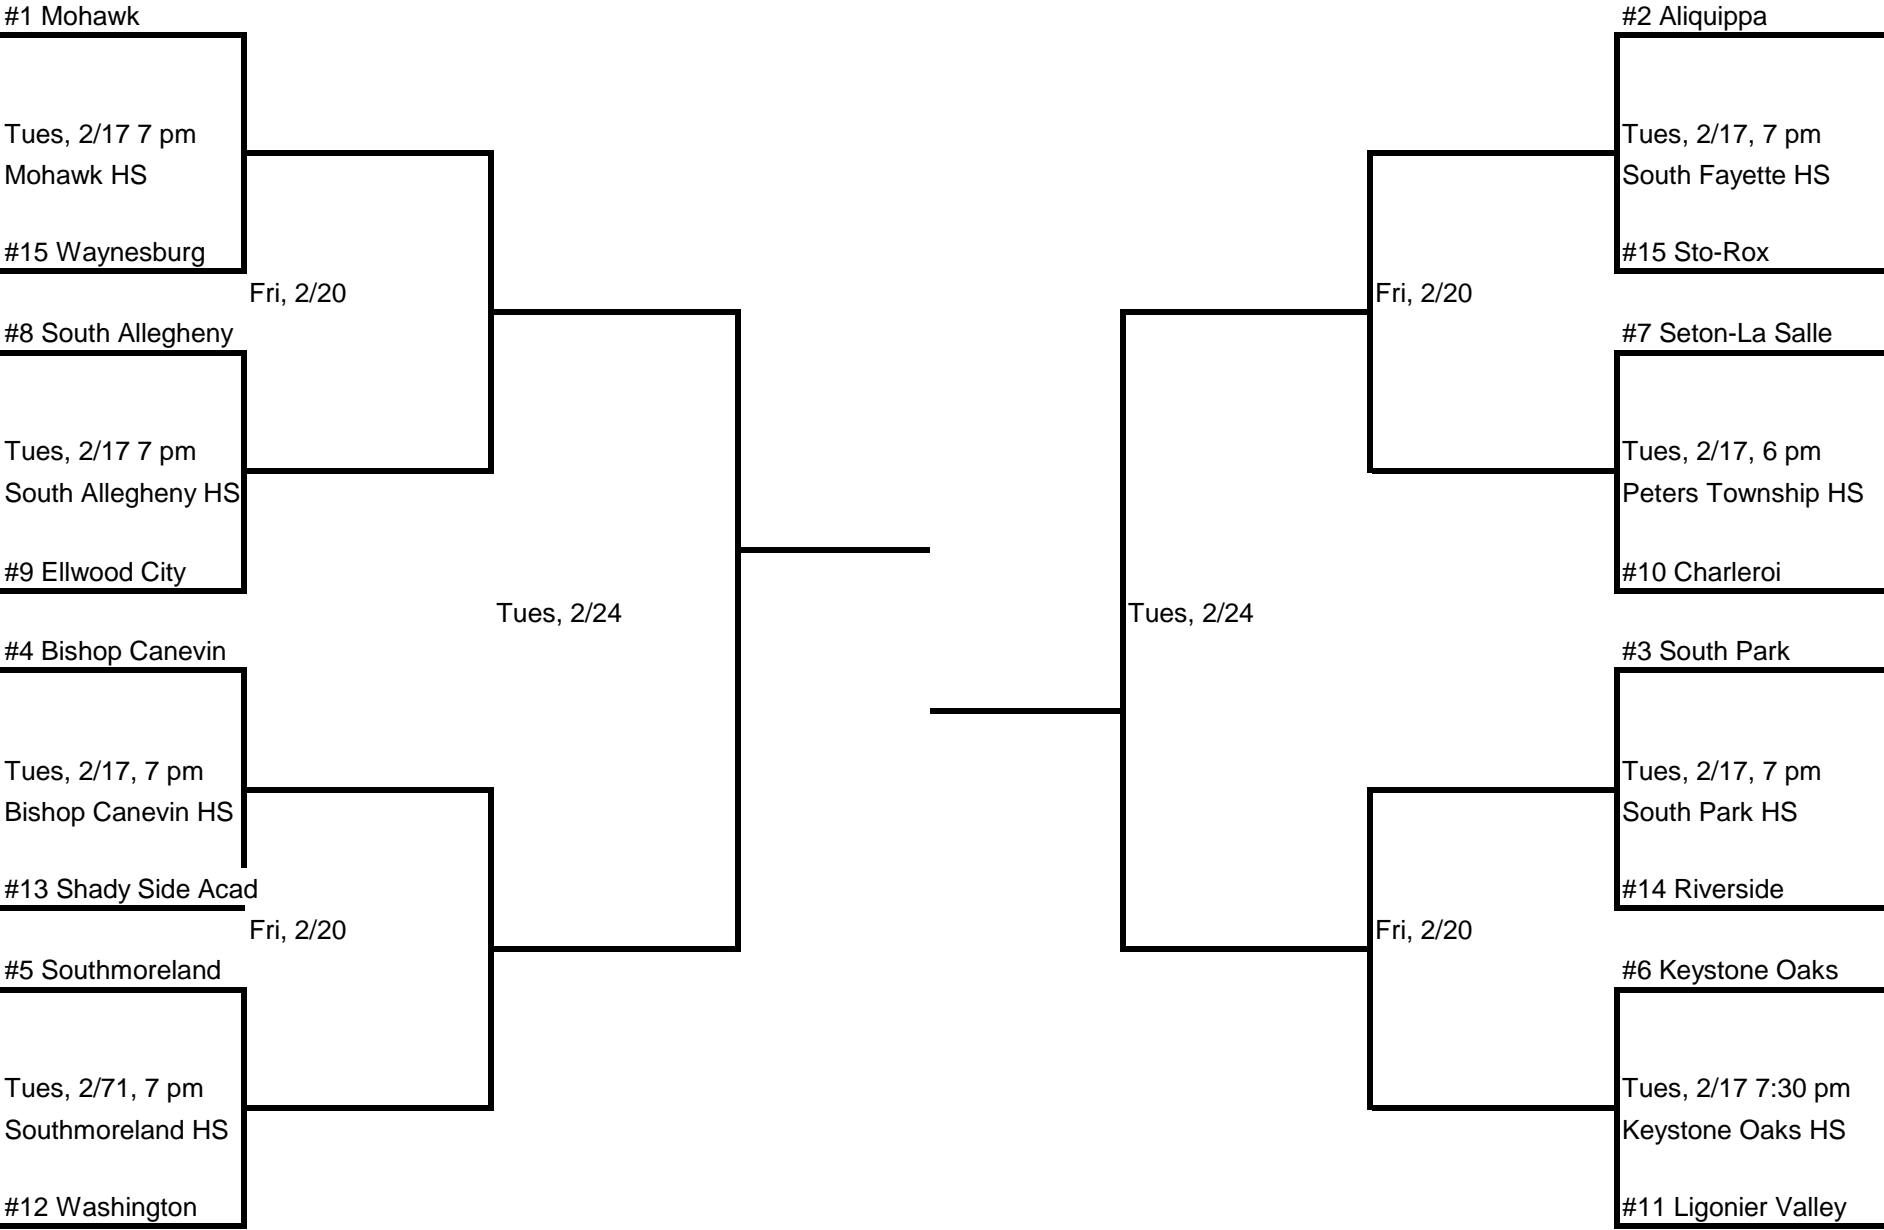 #1 Mohawk
Tues, 2/17 7 pm
Mohawk HS
#15 Waynesburg
Fri, 2/20
#8 South Allegheny
Tues, 2/17 7 pm
South Allegheny HS
#9 Ellwood City
Tues, 2/24
#4 Bishop Canevin
Tues, 2/17, 7 pm
Bishop Canevin HS
#13 Shady Side Acad
Fri, 2/20
#5 Southmoreland
Tues, 2/71, 7 pm
Southmoreland HS
#12 Washington
#2 Aliquippa
Tues, 2/17, 7 pm
South Fayette HS
#15 Sto-Rox
Fri, 2/20
#7 Seton-La Salle
Tues, 2/17, 6 pm
Peters Township HS
#10 Charleroi
Tues, 2/24
#3 South Park
Tues, 2/17, 7 pm
South Park HS
#14 Riverside
Fri, 2/20
#6 Keystone Oaks
Tues, 2/17 7:30 pm
Keystone Oaks HS
#11 Ligonier Valley